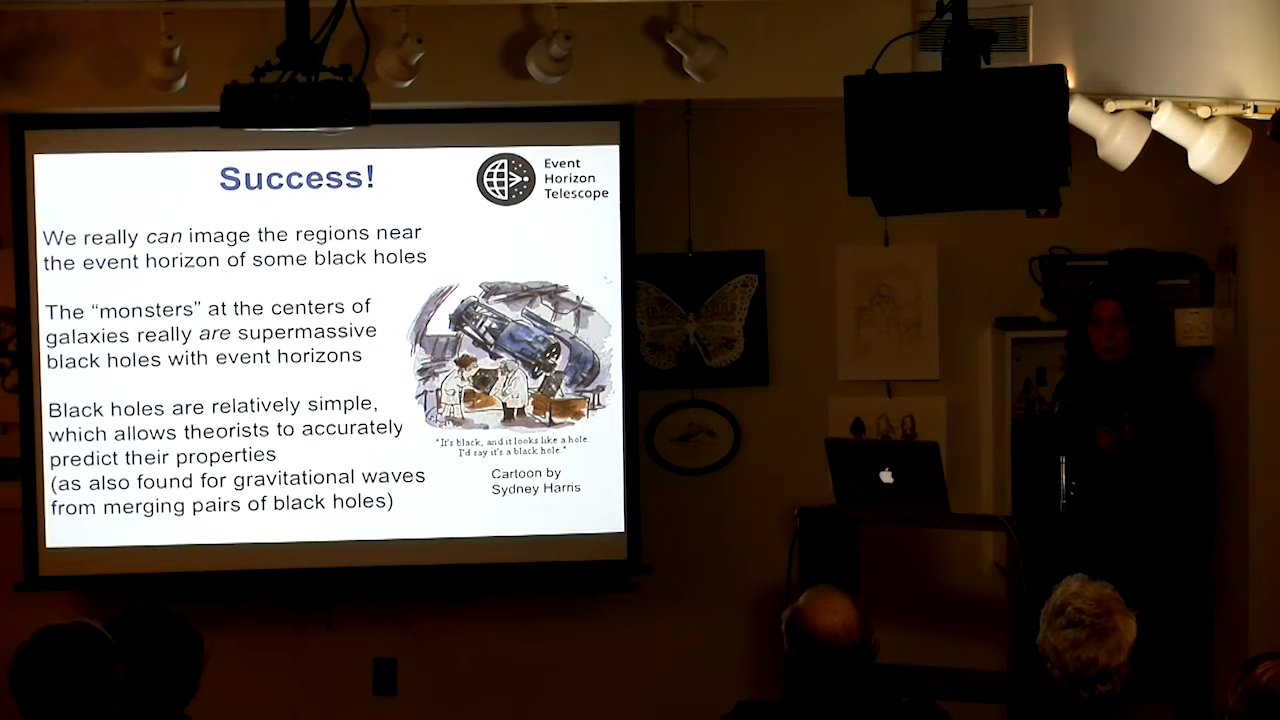 Success!
Event
Horizon
Telescope
We really can image the regions near
the event horizon of some black holes
The “monsters” at the centers of
galaxies really are supermassive
black holes with event horizons
Black holes are relatively simple,
which allows theorists to accurately
predict their properties
(as also found for gravitational waves
from merging pairs of black holes)
"It's black, and it looks like a hole.
I'd say it's a black hole."
Cartoon by
Sydney Harris